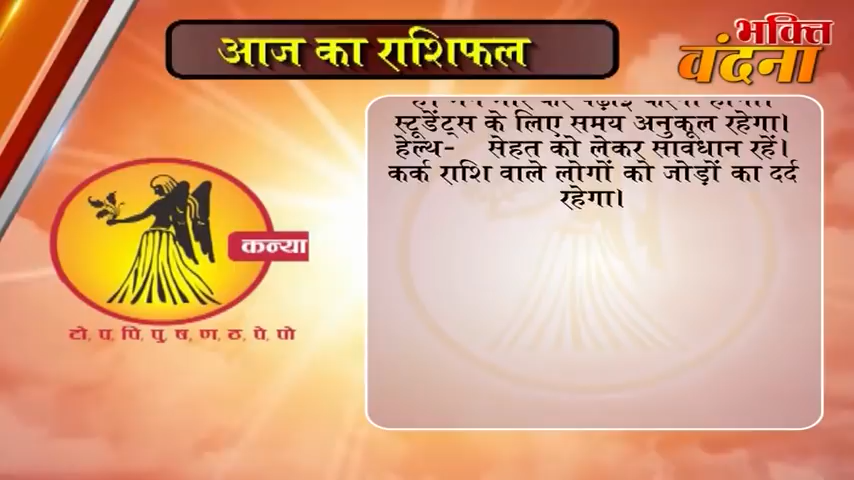 आज का राशिफल
भक्ति
वंदना
स्टूडेंट्स के लिए समय अनुकूल रहेगा।
हेल्थ- सेहत को लेकर सावधान रहें।
कर्क राशि वाले लोगों को जोड़ों का दर्द
रहेगा।
कन्या
टो, प, पि, पु, ष, ण, ठ, पे, पो